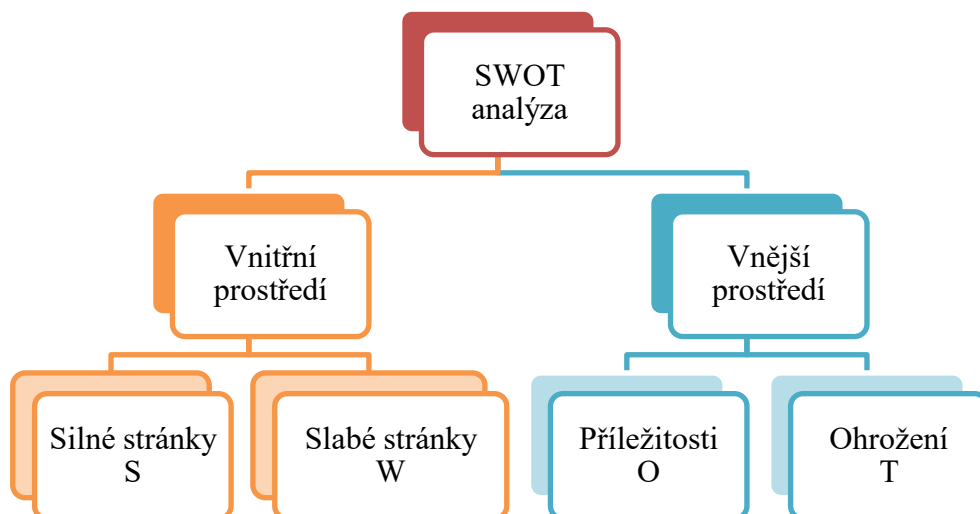 SWOT
analýza
Vnitřní
prostředí
Vnější
prostředí
Silné stránky
S
Slabé stránky
W
Příležitosti
O
Ohrožení
T